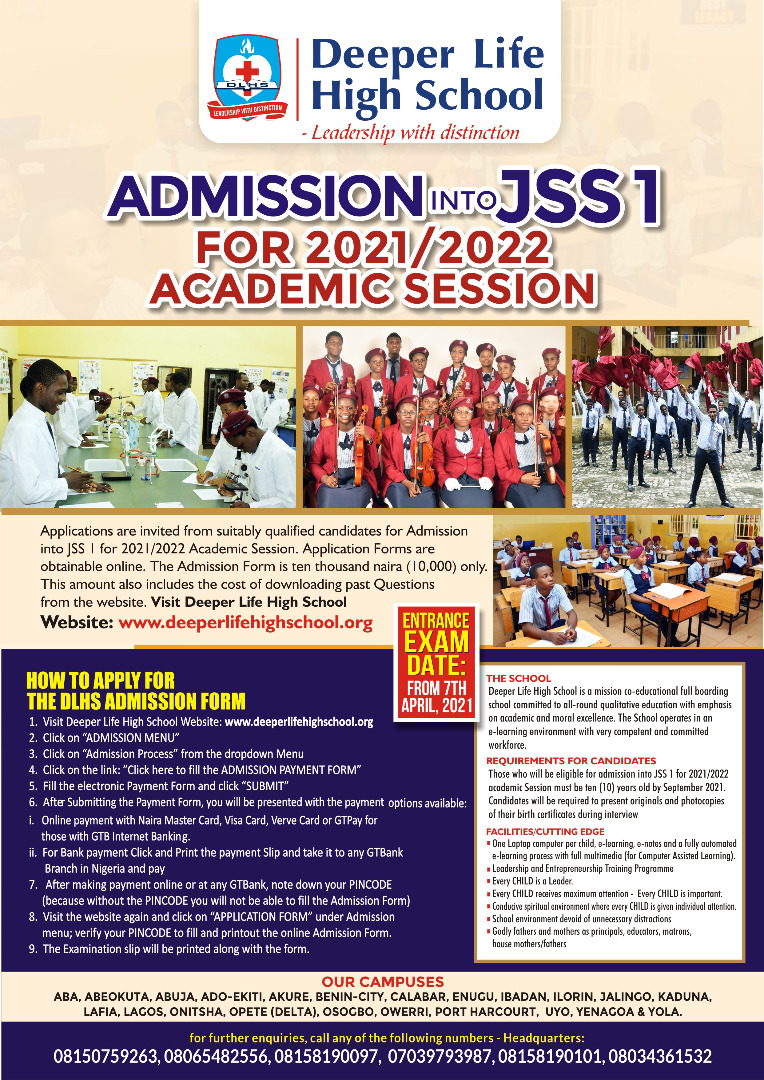 DLHS
LEADERSHIP WITH DISTINCTION
Deeper Life
High School
- Leadership with distinction
ADMISSION INTO JSS 1
FOR 2021/2022
ACADEMIC SESSION
Applications are invited from suitably qualified candidates for Admission
into JSS 1 for 2021/2022 Academic Session. Application Forms are
obtainable online. The Admission Form is ten thousand naira (10,000) only.
This amount also includes the cost of downloading past Questions
from the website. Visit Deeper Life High School
Website: www.deeperlifehighschool.org
ENTRANCE
EXAM
DATE:
FROM 7TH
APRIL, 2021
HOW TO APPLY FOR
THE DLHS ADMISSION FORM
1. Visit Deeper Life High School Website: www.deeperlifehighschool.org
2. Click on "ADMISSION MENU"
3. Click on "Admission Process" from the dropdown Menu
4. Click on the link: "Click here to fill the ADMISSION PAYMENT FORM"
5. Fill the electronic Payment Form and click "SUBMIT"
6. After Submitting the Payment Form, you will be presented with the payment options available:
i. Online payment with Naira Master Card, Visa Card, Verve Card or GTPay for
those with GTB Internet Banking.
ii. For Bank payment Click and Print the payment Slip and take it to any GTBank
Branch in Nigeria and pay
7. After making payment online or at any GTBank, note down your PINCODE
(because without the PINCODE you will not be able to fill the Admission Form)
8. Visit the website again and click on "APPLICATION FORM" under Admission
menu; verify your PINCODE to fill and printout the online Admission Form.
9. The Examination slip will be printed along with the form.
THE SCHOOL
Deeper Life High School is a mission co-educational full boarding
school committed to all-round qualitative education with emphasis
on academic and moral excellence. The School operates in an
e-learning environment with very competent and committed
workforce.
REQUIREMENTS FOR CANDIDATES
Those who will be eligible for admission into JSS 1 for 2021/2022
academic Session must be ten (10) years old by September 2021.
Candidates will be required to present originals and photocopies
of their birth certificates during interview
FACILITIES/CUTTING EDGE
▪ One Laptop computer per child, e-learning, e-notes and a fully automated
e-learning process with full multimedia (for Computer Assisted Learning).
▪ Leadership and Entrepreneurship Training Programme
▪ Every CHILD is a Leader.
▪ Every CHILD receives maximum attention - Every CHILD is important.
▪ Conducive spiritual environment where every CHILD is given individual attention.
▪ School environment devoid of unnecessary distractions
▪ Godly fathers and mothers as principals, educators, matrons,
house mothers/fathers
OUR CAMPUSES
ABA, ABEOKUTA, ABUJA, ADO-EKITI, AKURE, BENIN-CITY, CALABAR, ENUGU, IBADAN, ILORIN, JALINGO, KADUNA,
LAFIA, LAGOS, ONITSHA, OPETE (DELTA), OSOGBO, OWERRI, PORT HARCOURT, UYO, YENAGOA & YOLA.
for further enquiries, call any of the following numbers - Headquarters:
08150759263, 08065482556, 08158190097, 07039793987, 08158190101, 08034361532